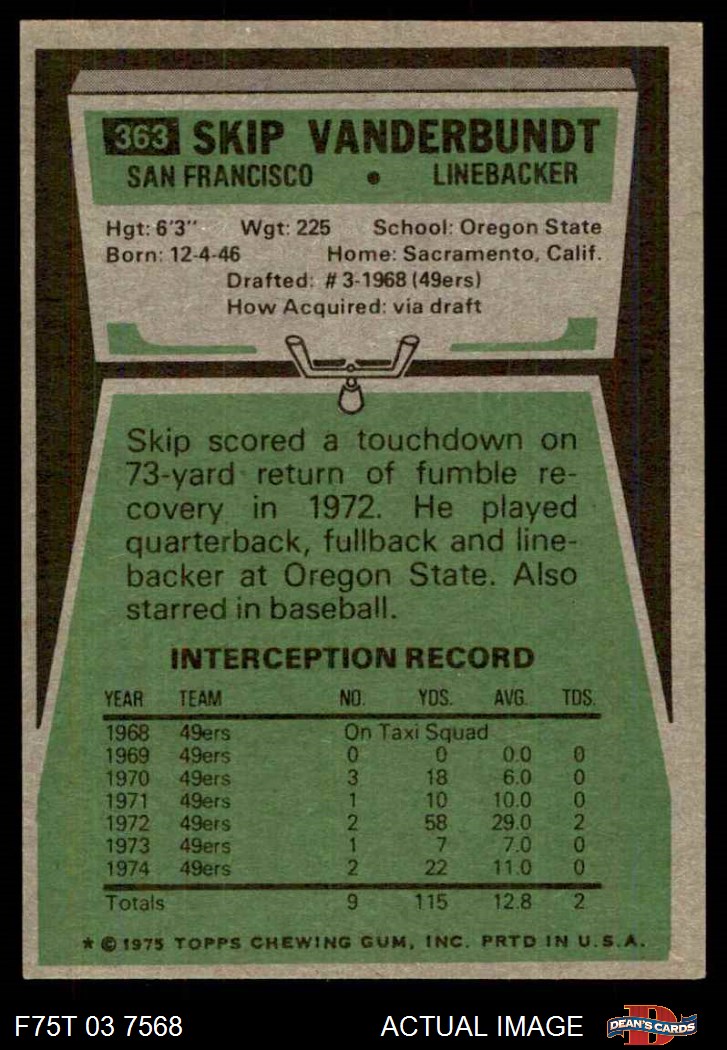 363 SKIP VANDERBUNDT
SAN FRANCISCO • LINEBACKER
Hgt: 6'3" Wgt: 225 School: Oregon State
Born: 12-4-46 Home: Sacramento, Calif.
Drafted: #3-1968 (49ers)
How Acquired: via draft
Skip scored a touchdown on
73-yard return of fumble re-
covery in 1972. He played
quarterback, fullback and line-
backer at Oregon State. Also
starred in baseball.
INTERCEPTION RECORD
YEAR TEAM NO. YDS. AVG. TDS.
1968 49ers On Taxi Squad
1969 49ers 0 0 0.0 0
1970 49ers 3 18 6.0 0
1971 49ers 1 10 10.0 0
1972 49ers 2 58 29.0 2
1973 49ers 1 7 7.0 0
1974 49ers 2 22 11.0 0
Totals 9 115 12.8 2
* © 1975 TOPPS CHEWING GUM, INC. PRTD IN U.S.A.
F75T 03 7568 ACTUAL IMAGE D DEAN'S CARDS